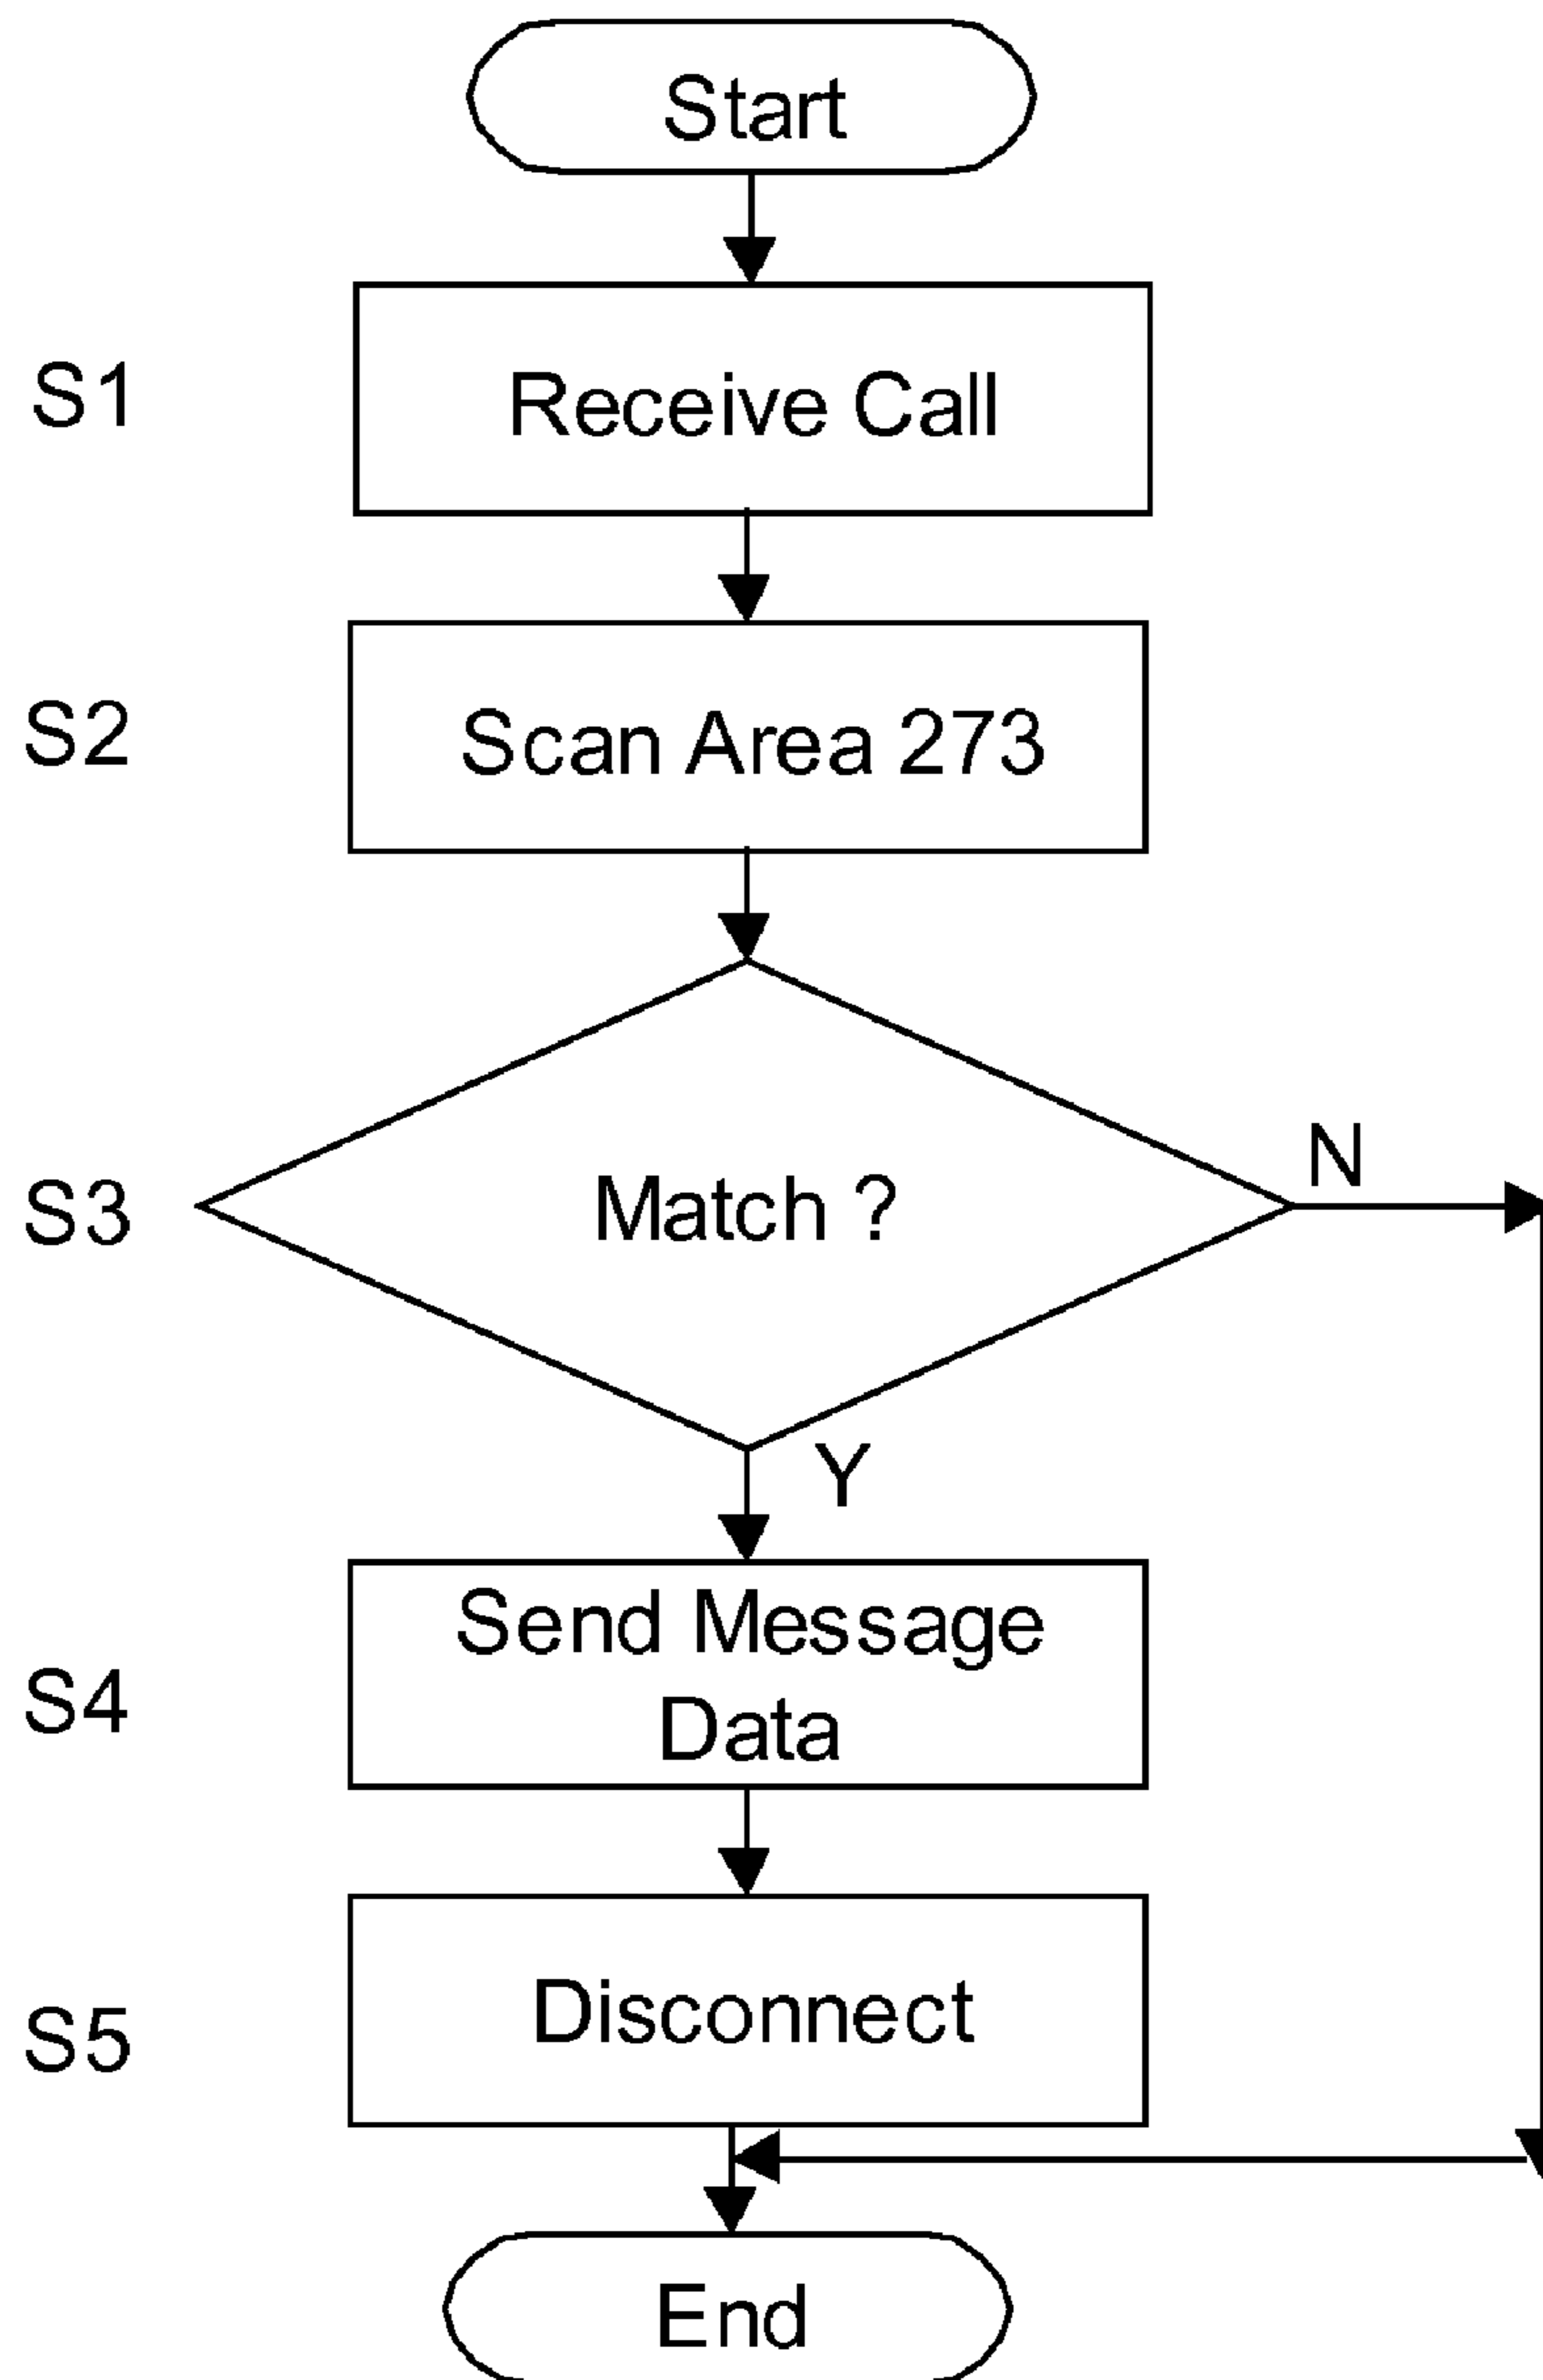 Start
S1
Receive Call
S2
Scan Area 273
S3
Match ?
N
Y
S4
Send Message
Data
S5
Disconnect
End